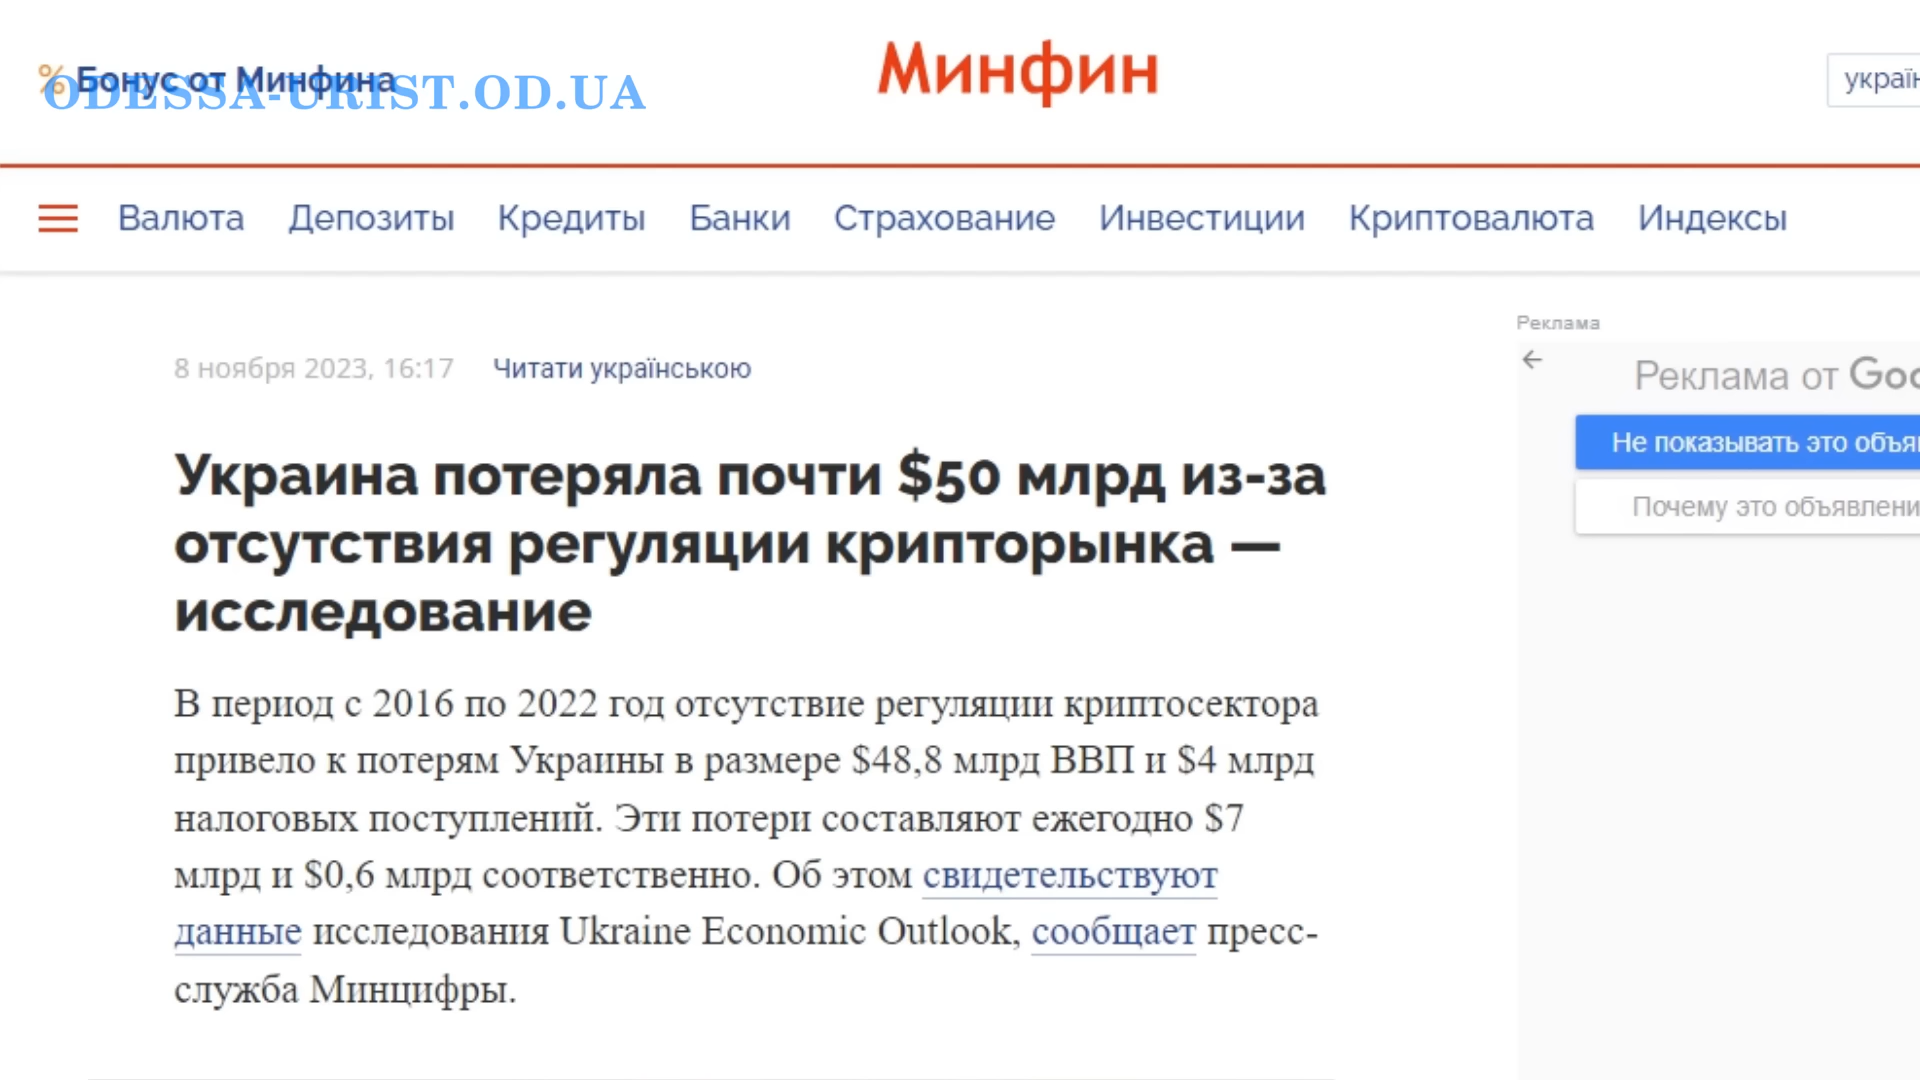 % Бонус от Минфина
ODESSA-URIST.OD.UA
Минфин
україн
Валюта Депозиты Кредиты Банки Страхование Инвестиции Криптовалюта Индексы
Реклама
8 ноября 2023, 16:17 Читати українською
Реклама от Goo
Не показывать это объя
Почему это объявлени
Украина потеряла почти $50 млрд из-за
отсутствия регуляции крипторынка —
исследование
В период с 2016 по 2022 год отсутствие регуляции криптосектора
привело к потерям Украины в размере $48,8 млрд ВВП и $4 млрд
налоговых поступлений. Эти потери составляют ежегодно $7
млрд и $0,6 млрд соответственно. Об этом свидетельствуют
данные исследования Ukraine Economic Outlook, сообщает пресс-
служба Минцифры.